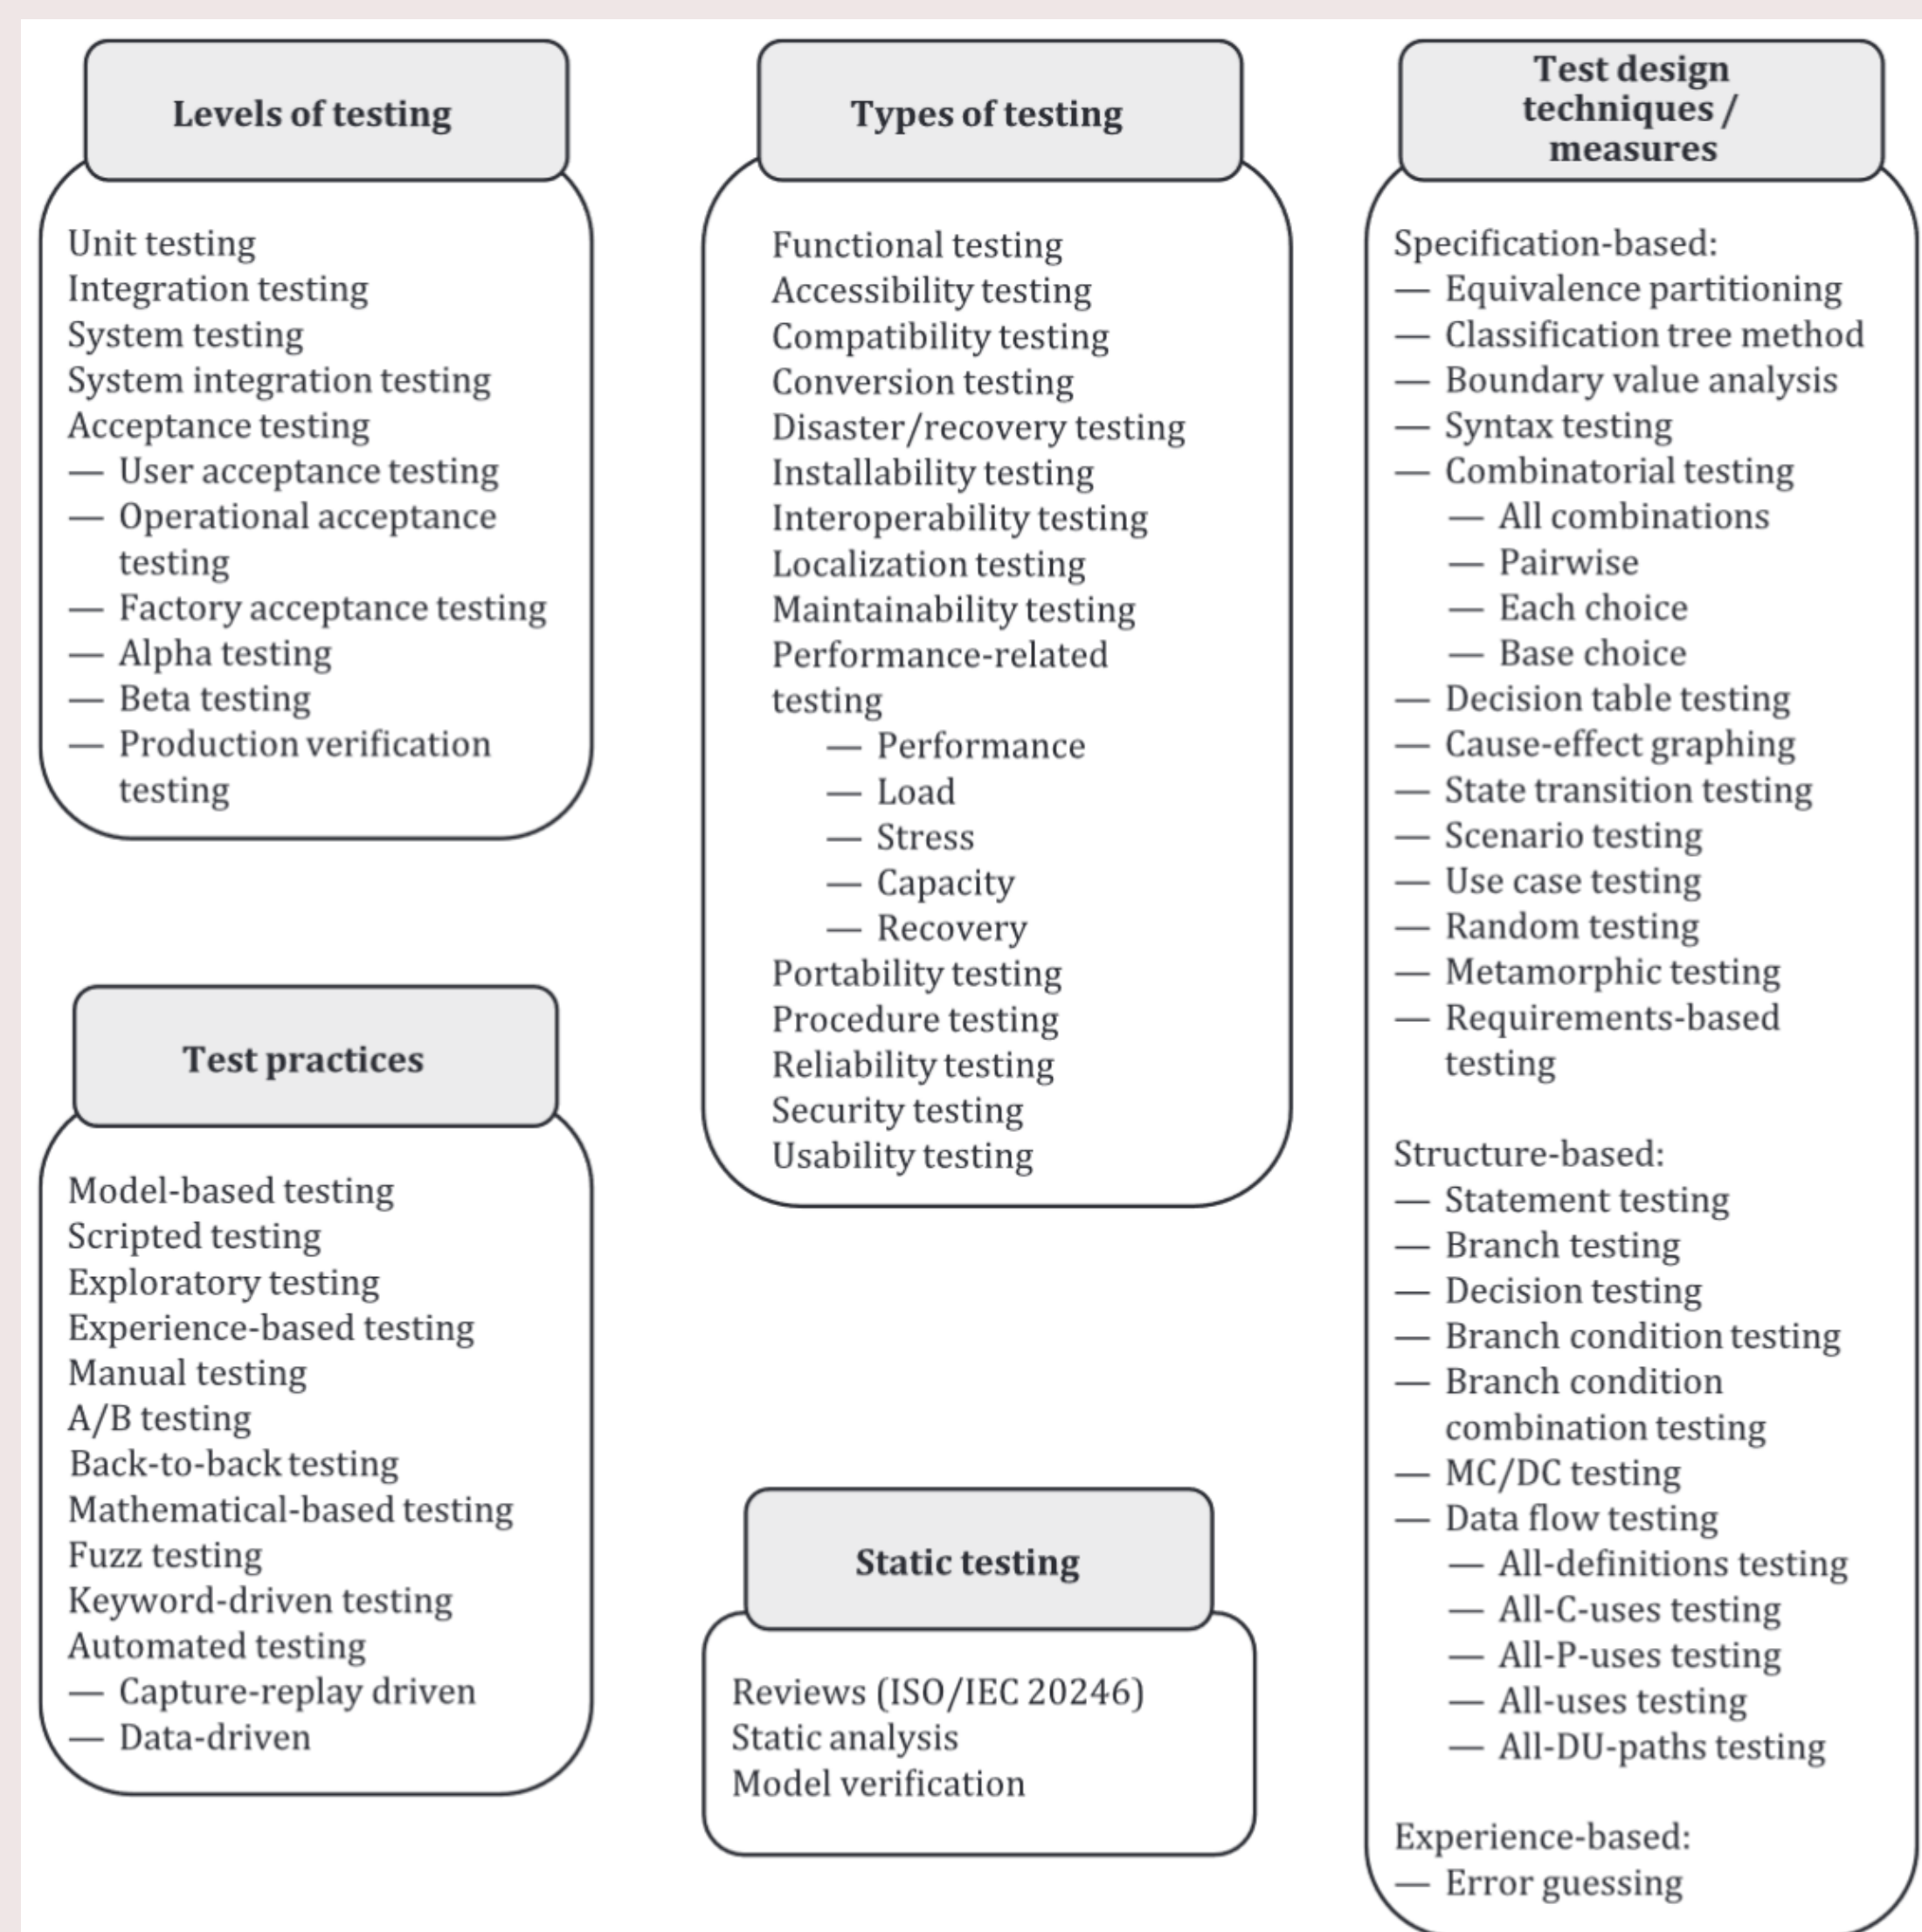 Levels of testing
Unit testing
Integration testing
System testing
System integration testing
Acceptance testing
— User acceptance testing
— Operational acceptance
testing
— Factory acceptance testing
— Alpha testing
— Beta testing
— Production verification
testing
Test practices
Model-based testing
Scripted testing
Exploratory testing
Experience-based testing
Manual testing
A/B testing
Back-to-back testing
Mathematical-based testing
Fuzz testing
Keyword-driven testing
Automated testing
— Capture-replay driven
— Data-driven
Types of testing
Functional testing
Accessibility testing
Compatibility testing
Conversion testing
Disaster/recovery testing
Installability testing
Interoperability testing
Localization testing
Maintainability testing
Performance-related
testing
— Performance
— Load
— Stress
— Capacity
— Recovery
Portability testing
Procedure testing
Reliability testing
Security testing
Usability testing
Static testing
Reviews (ISO/IEC 20246)
Static analysis
Model verification
Test design
techniques /
measures
Specification-based:
— Equivalence partitioning
— Classification tree method
— Boundary value analysis
— Syntax testing
— Combinatorial testing
— All combinations
— Pairwise
— Each choice
— Base choice
— Decision table testing
— Cause-effect graphing
— State transition testing
— Scenario testing
— Use case testing
— Random testing
— Metamorphic testing
— Requirements-based
testing
Structure-based:
— Statement testing
— Branch testing
— Decision testing
— Branch condition testing
— Branch condition
combination testing
— MC/DC testing
— Data flow testing
— All-definitions testing
— All-C-uses testing
— All-P-uses testing
— All-uses testing
— All-DU-paths testing
Experience-based:
— Error guessing